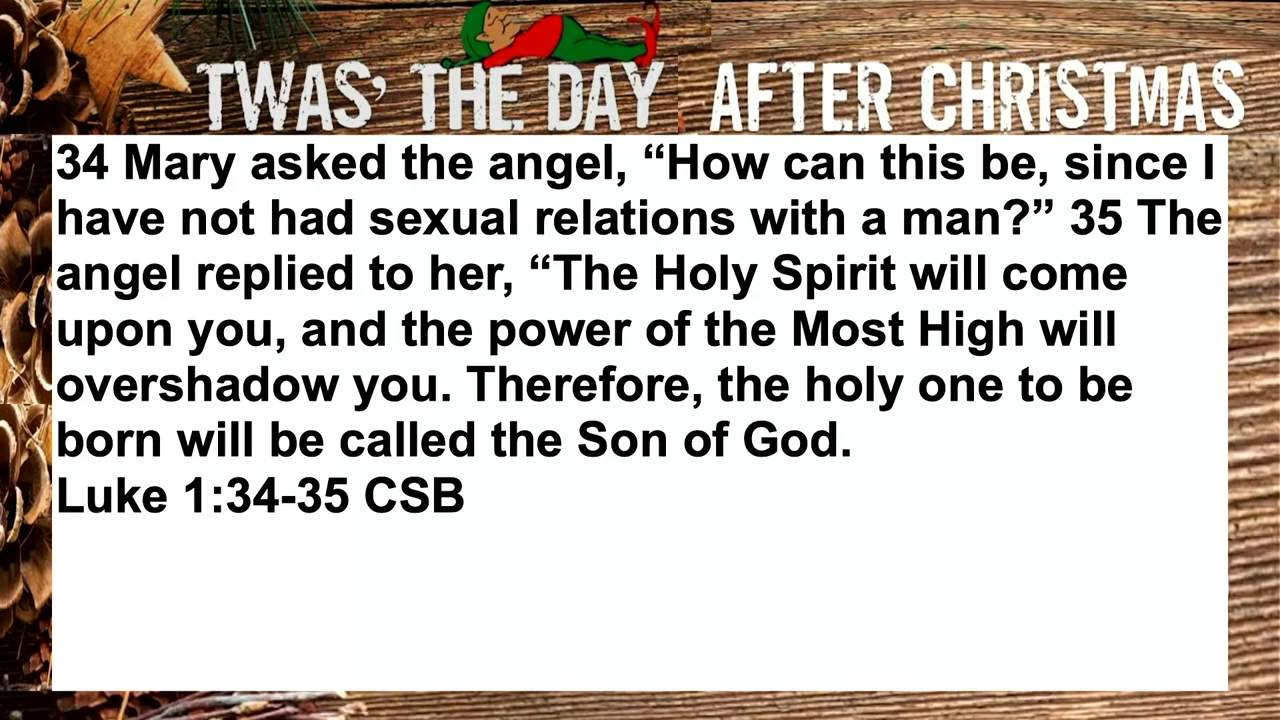 TWAS' THE DAY AFTER CHRISTMAS
34 Mary asked the angel, “How can this be, since I
have not had sexual relations with a man?” 35 The
angel replied to her, “The Holy Spirit will come
upon you, and the power of the Most High will
overshadow you. Therefore, the holy one to be
born will be called the Son of God.
Luke 1:34-35 CSB